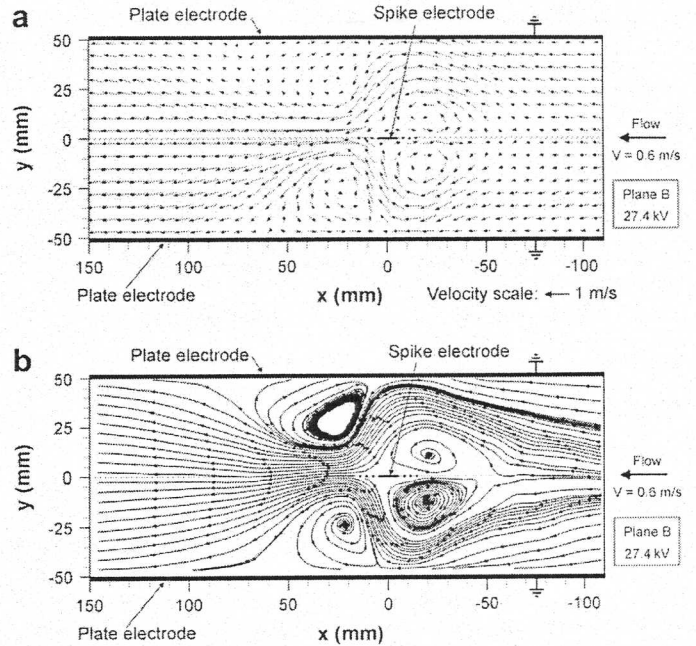 a
Plate electrode
Spike electrode
50
25
0
-25
-50
y (mm)
Flow
V = 0.6 m/s
Plane B
27.4 kV
150 100 50 0 -50 -100
Plate electrode
x (mm)
Velocity scale: 1 m/s
b
Plate electrode
Spike electrode
50
25
0
-25
-50
y (mm)
Flow
V = 0.6 m/s
Plane B
27.4 kV
150 100 50 0 -50 -100
Plate electrode
x (mm)